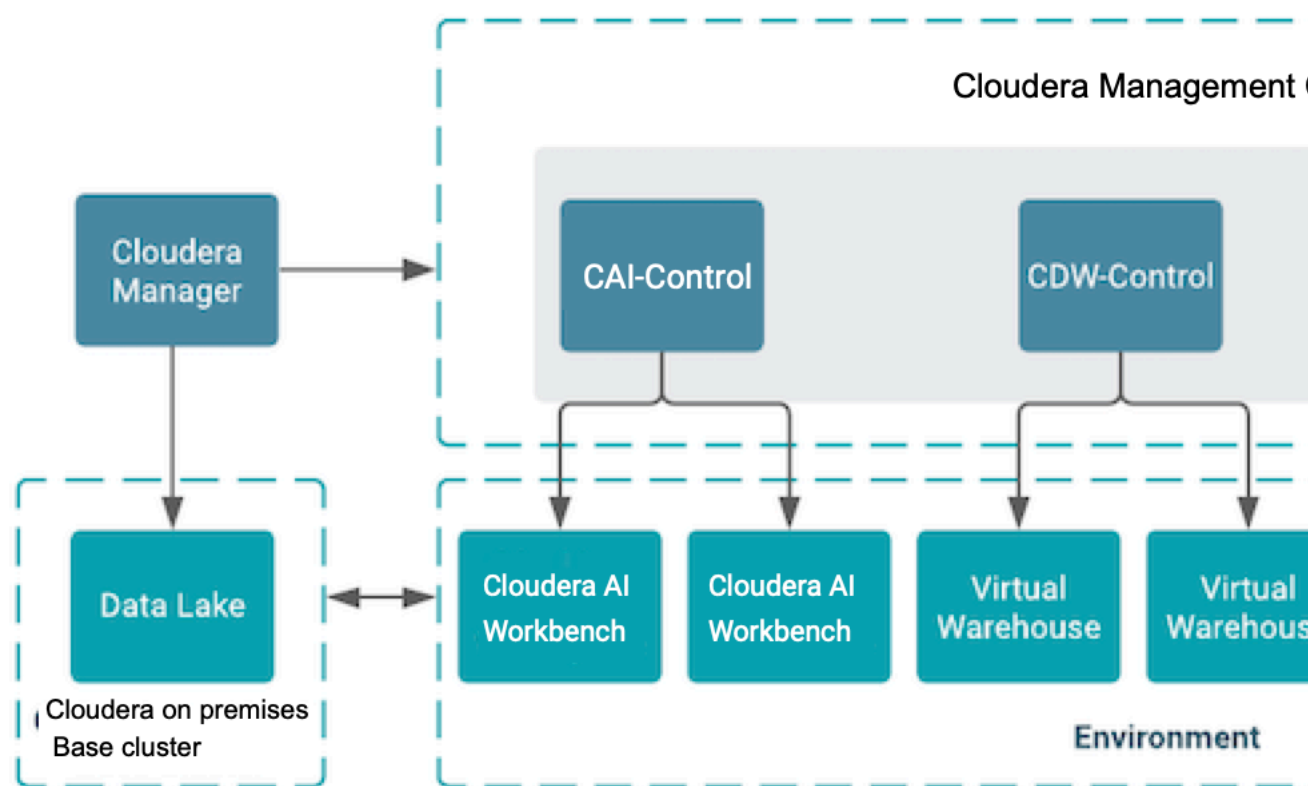 Cloudera Management
Cloudera
Manager
CAI-Control
CDW-Control
Data Lake
Cloudera AI
Workbench
Cloudera AI
Workbench
Virtual
Warehouse
Virtual
Warehous
Cloudera on premises
Base cluster
Environment